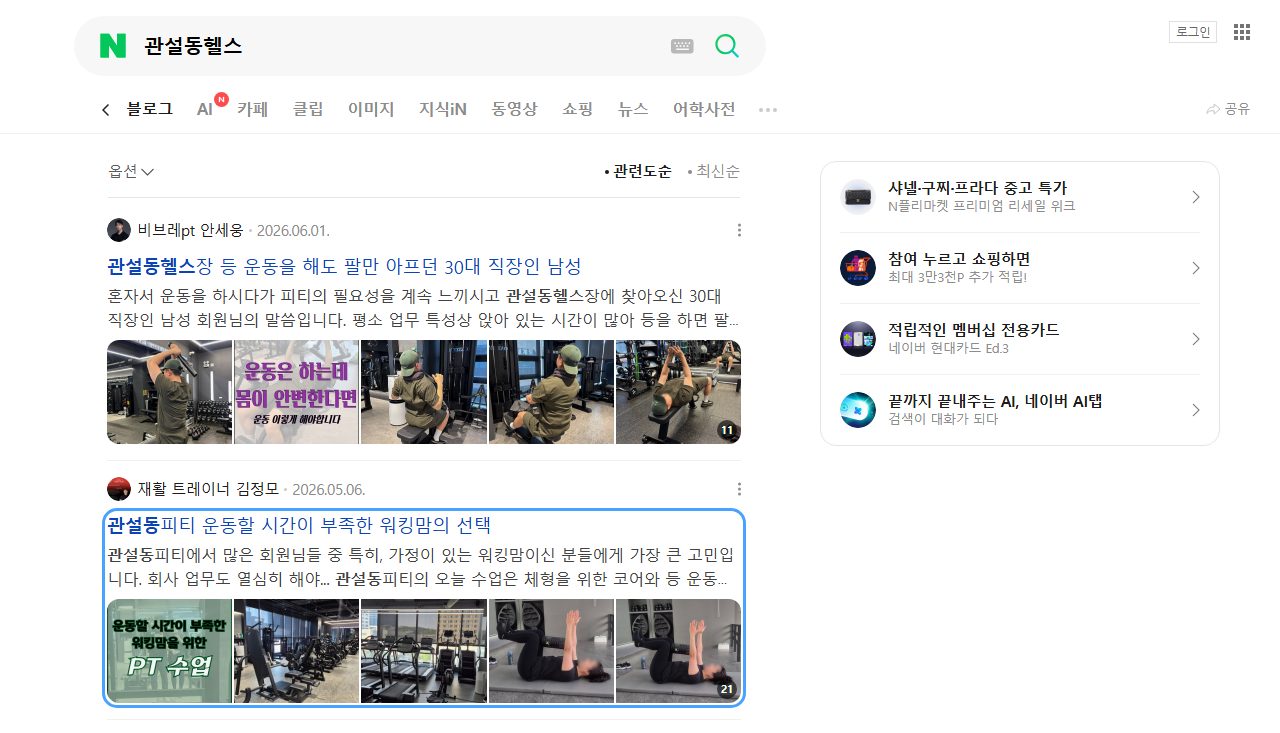 관설동헬스
로그인
블로그
AI
N
카페
클립
이미지
지식iN
동영상
쇼핑
뉴스
어학사전
공유
옵션
• 관련도순
• 최신순
비브레pt 안세웅 · 2026.06.01.
관설동헬스장 등 운동을 해도 팔만 아프던 30대 직장인 남성
혼자서 운동을 하시다가 피티의 필요성을 계속 느끼시고 관설동헬스장에 찾아오신 30대
직장인 남성 회원님의 말씀입니다. 평소 업무 특성상 앉아 있는 시간이 많아 등을 하면 팔...
운동은 하는데
몸이 안변한다면
운동 이렇게 해야합니다
11
재활 트레이너 김정모 · 2026.05.06.
관설동피티 운동할 시간이 부족한 워킹맘의 선택
관설동피티에서 많은 회원님들 중 특히, 가정이 있는 워킹맘이신 분들에게 가장 큰 고민입
니다. 회사 업무도 열심히 해야... 관설동피티의 오늘 수업은 체형을 위한 코어와 등 운동...
운동할 시간이 부족한
워킹맘을 위한
PT 수업
21
샤넬·구찌·프라다 중고 특가
N플리마켓 프리미엄 리세일 위크
참여 누르고 쇼핑하면
최대 3만3천P 추가 적립!
적립적인 멤버십 전용카드
네이버 현대카드 Ed.3
끝까지 끝내주는 AI, 네이버 AI탭
검색이 대화가 되다